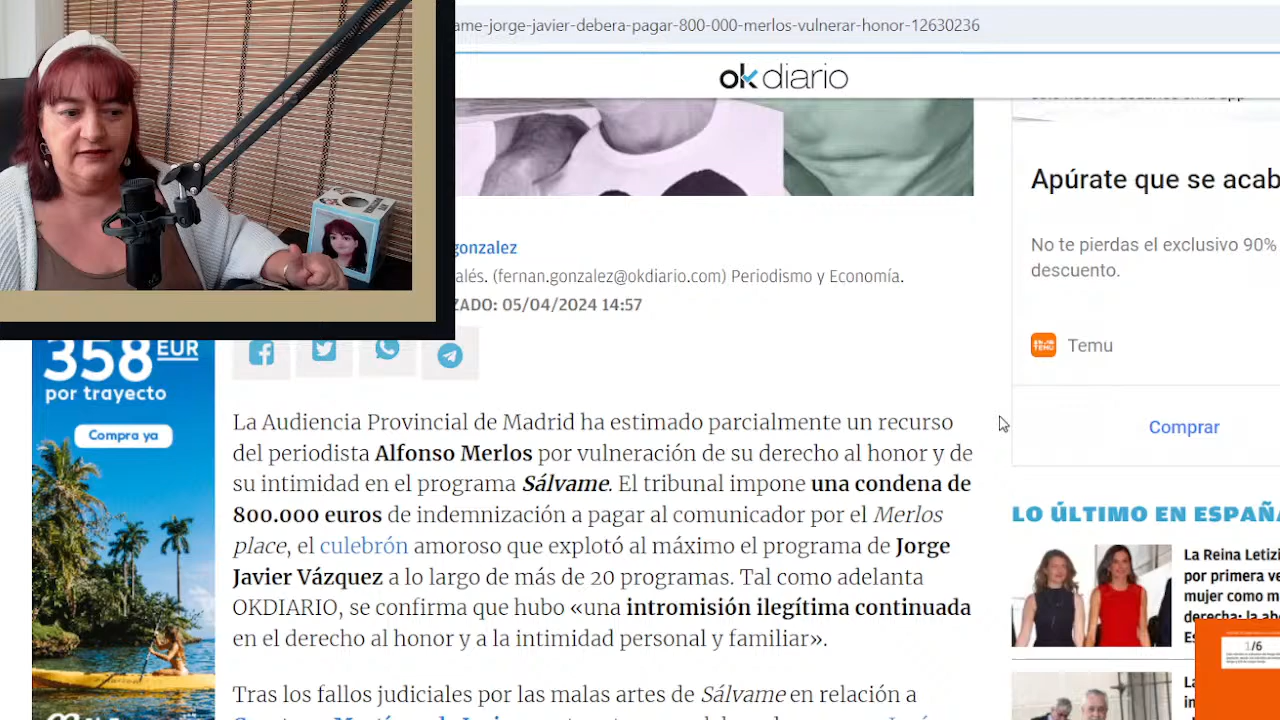 ame-jorge-javier-debera-pagar-800-000-merlos-vulnerar-honor-12630236
okdiario
Apúrate que se acab
No te pierdas el exclusivo 90%
descuento.
gonzalez
alés. (fernan.gonzalez@okdiario.com) Periodismo y Economía.
ZADO: 05/04/2024 14:57
Temu
358 EUR
por trayecto
Compra ya
Comprar
La Audiencia Provincial de Madrid ha estimado parcialmente un recurso
del periodista Alfonso Merlos por vulneración de su derecho al honor y de
su intimidad en el programa Sálvame. El tribunal impone una condena de
800.000 euros de indemnización a pagar al comunicador por el Merlos
place, el culebrón amoroso que explotó al máximo el programa de Jorge
Javier Vázquez a lo largo de más de 20 programas. Tal como adelanta
OKDIARIO, se confirma que hubo «una intromisión ilegítima continuada
en el derecho al honor y a la intimidad personal y familiar».
Tras los fallos judiciales por las malas artes de Sálvame en relación a
LO ÚLTIMO EN ESPAÑA
La Reina Letizi
por primera ve
mujer como m
derecha: la abo
Es
1/6
La
in